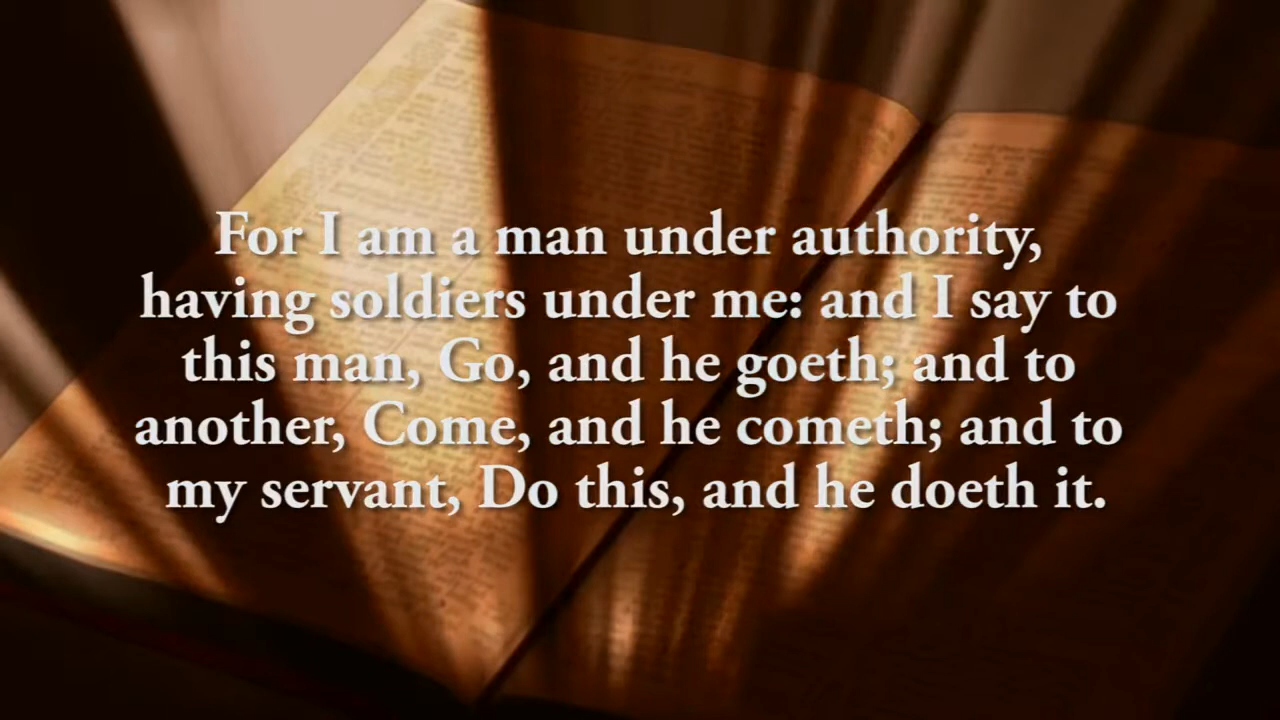 For I am a man under authority,
having soldiers under me: and I say to
this man, Go, and he goeth; and to
another, Come, and he cometh; and to
my servant, Do this, and he doeth it.